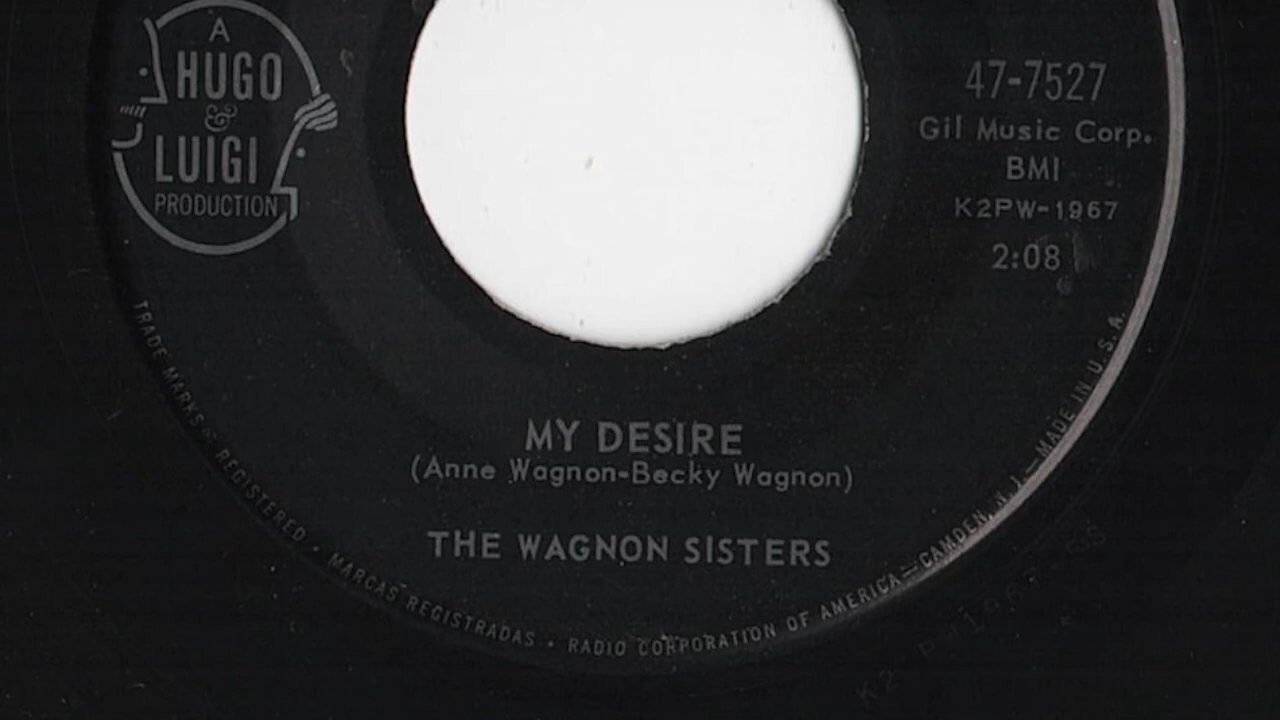 A
HUGO
&
LUIGI
PRODUCTION
47-7527
Gil Music Corp.
BMI
K2PW-1967
2:08
MY DESIRE
(Anne Wagnon-Becky Wagnon)
THE WAGNON SISTERS
TRADE MARKS ® REGISTERED • MARCAS REGISTRADAS • RADIO CORPORATION OF AMERICA—CAMDEN, N. J.—MADE IN U. S. A.